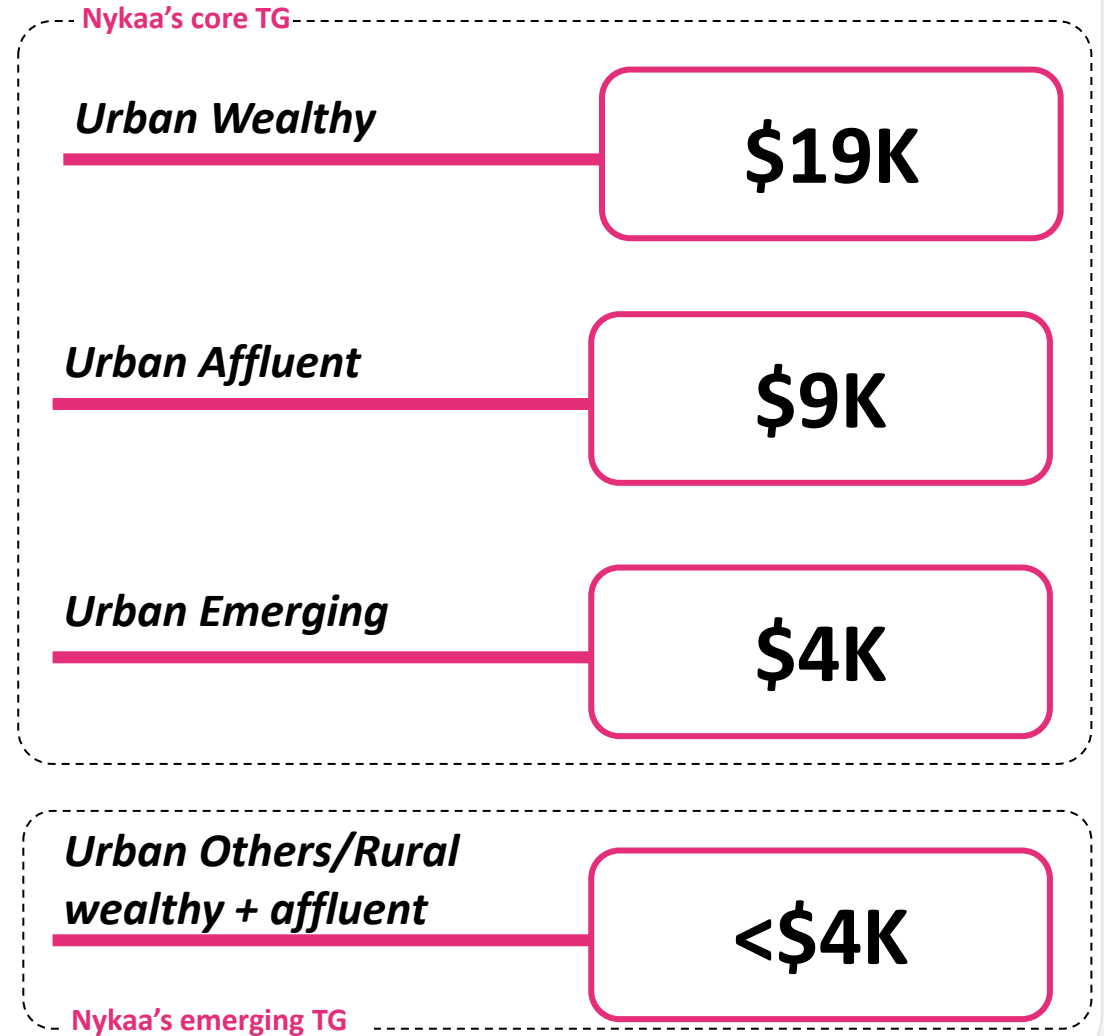 Nykaa's core TG
Urban Wealthy
$19K
Urban Affluent
$9K
Urban Emerging
$4K
Urban Others/Rural
wealthy + affluent
<$4K
Nykaa's emerging TG